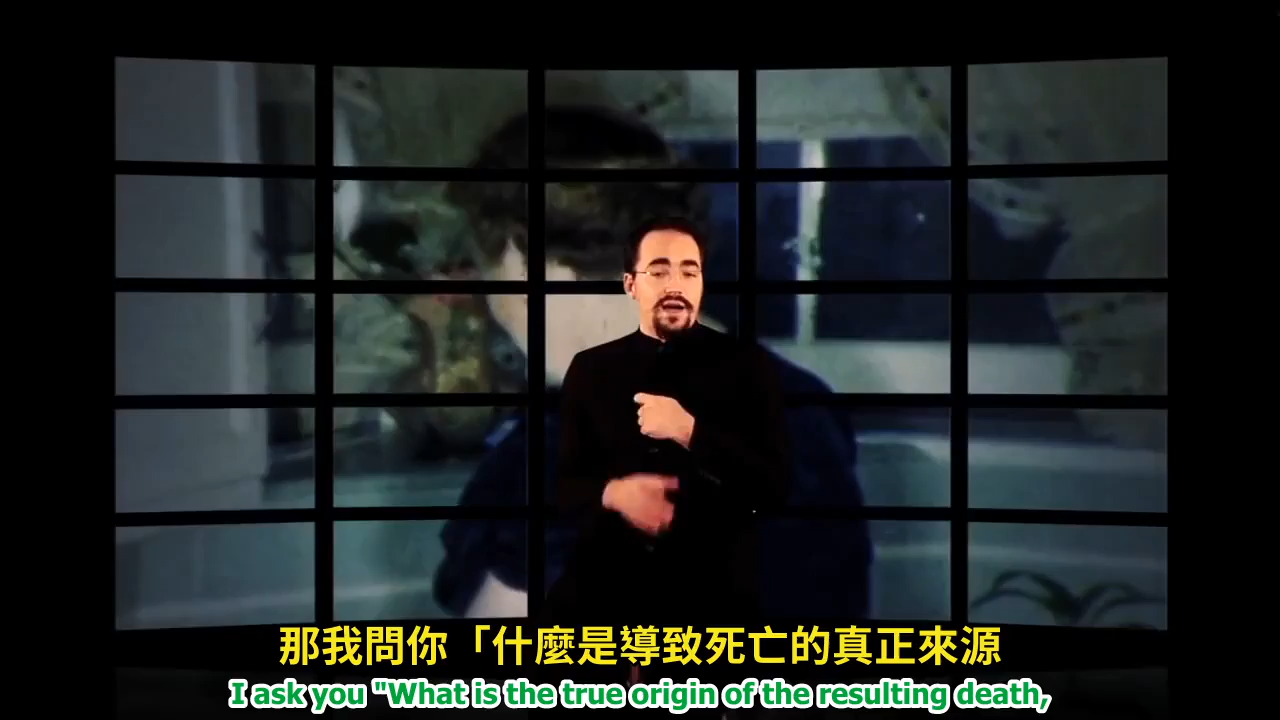 那我問你「什麼是導致死亡的真正來源
I ask you "What is the true origin of the resulting death,